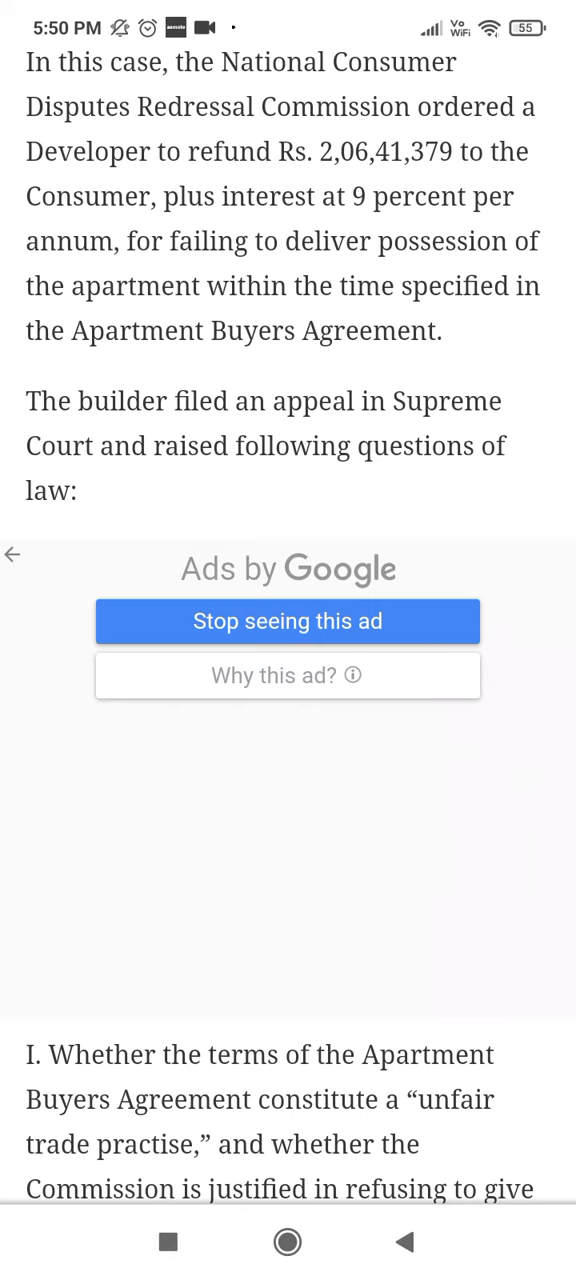 5:50 PM
Vo
WiFi
55
In this case, the National Consumer
Disputes Redressal Commission ordered a
Developer to refund Rs. 2,06,41,379 to the
Consumer, plus interest at 9 percent per
annum, for failing to deliver possession of
the apartment within the time specified in
the Apartment Buyers Agreement.
The builder filed an appeal in Supreme
Court and raised following questions of
law:
Ads by Google
Stop seeing this ad
Why this ad?
I. Whether the terms of the Apartment
Buyers Agreement constitute a “unfair
trade practise,” and whether the
Commission is justified in refusing to give